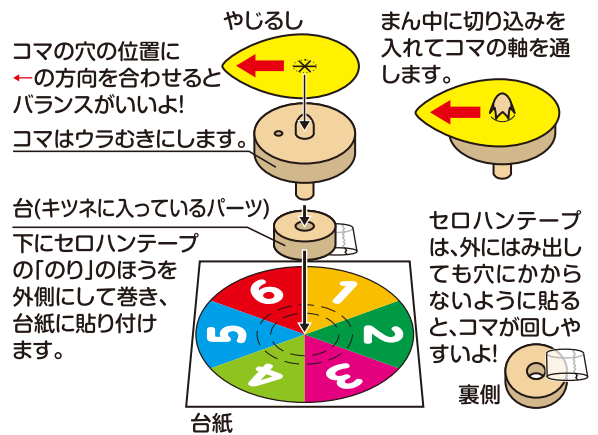 やじるし
コマの穴の位置に
←の方向を合わせると
バランスがいいよ!
コマはウラむきにします。
まん中に切り込みを
入れてコマの軸を通
します。
台(キツネに入っているパーツ)
下にセロハンテープ
の「のり」のほうを
外側にして巻き、
台紙に貼り付け
ます。
セロハンテープ
は、外にはみ出し
ても穴にかから
ないように貼る
と、コマが回しや
すいよ!
裏側
6
1
5
2
4
3
台紙